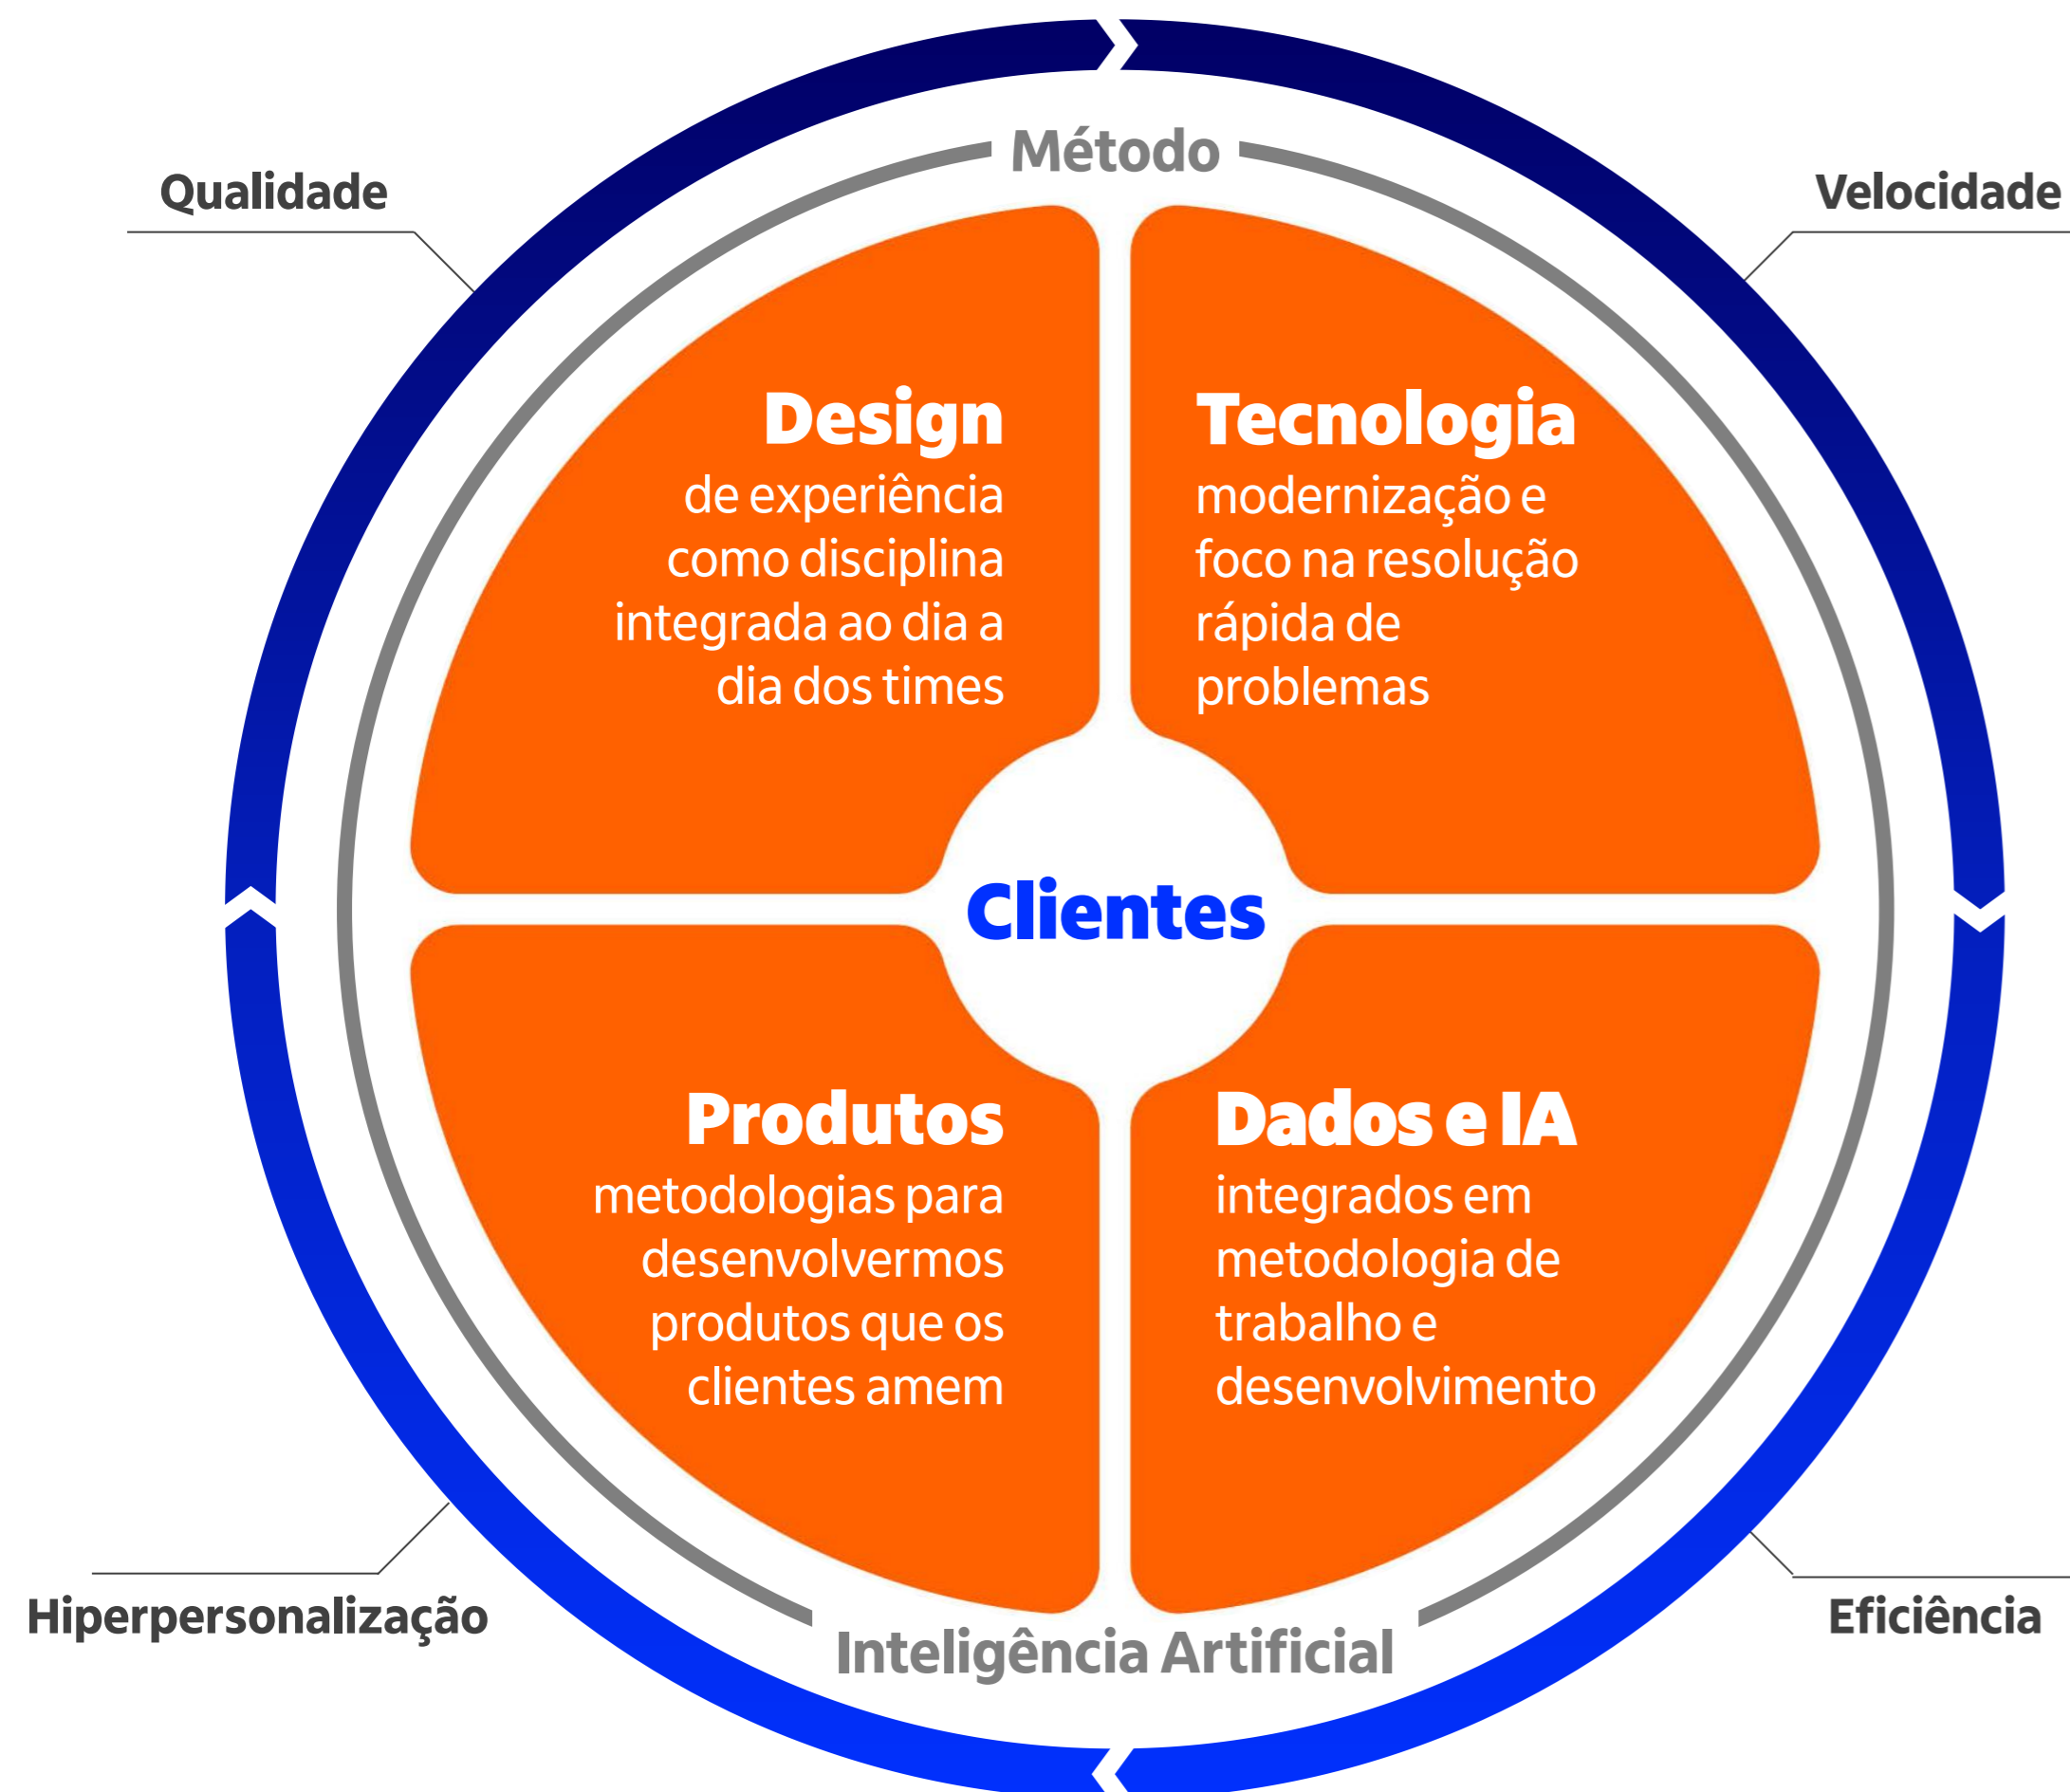 Método
Qualidade
Velocidade
Design
de experiência
como disciplina
integrada ao dia a
dia dos times
Tecnologia
modernização e
foco na resolução
rápida de
problemas
Clientes
Produtos
metodologias para
desenvolvermos
produtos que os
clientes amem
Dados e IA
integrados em
metodologia de
trabalho e
desenvolvimento
Hiperpersonalização
Eficiência
Inteligência Artificial